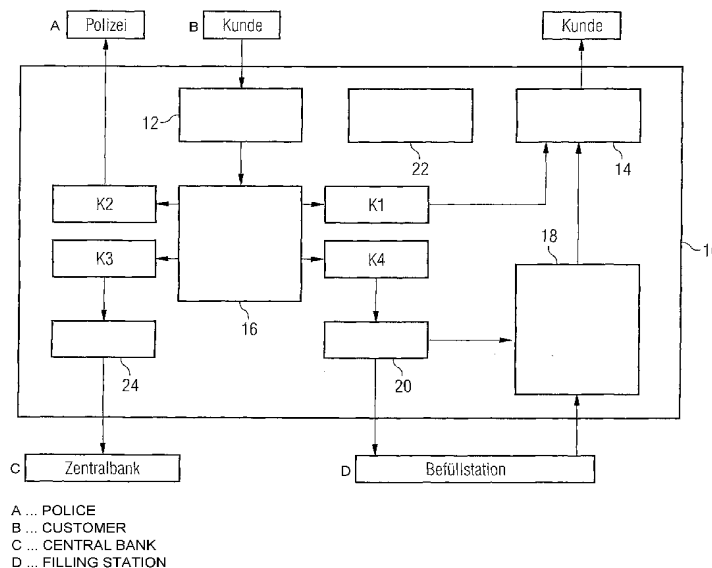 A Polizei B Kunde Kunde
12
22
14
K2 K1
K3 K4
18
16
24
20
C Zentralbank D Befüllstation
A ... POLICE
B ... CUSTOMER
C ... CENTRAL BANK
D ... FILLING STATION